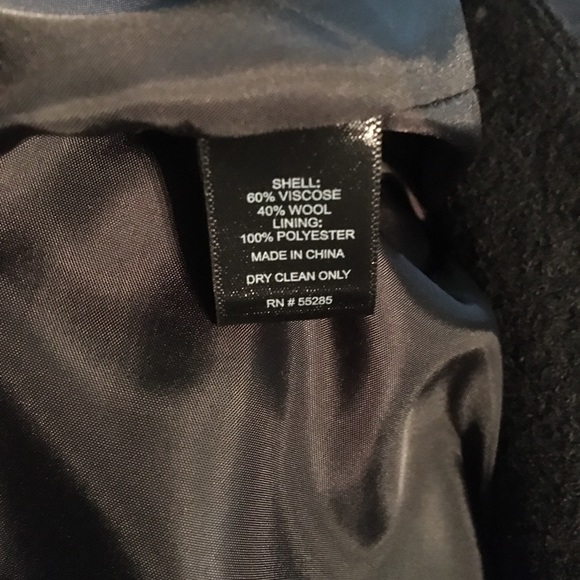 SHELL:
60% VISCOSE
40% WOOL
LINING:
100% POLYESTER
MADE IN CHINA
DRY CLEAN ONLY
RN # 55285